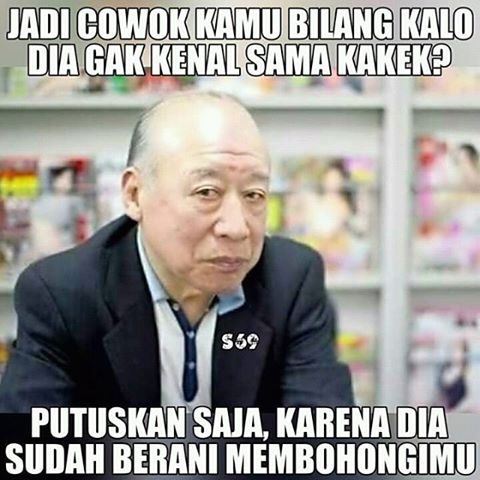 JADI COWOK KAMU BILANG KALO
DIA GAK KENAL SAMA KAKEK?
S69
PUTUSKAN SAJA, KARENA DIA
SUDAH BERANI MEMBOHONGIMU